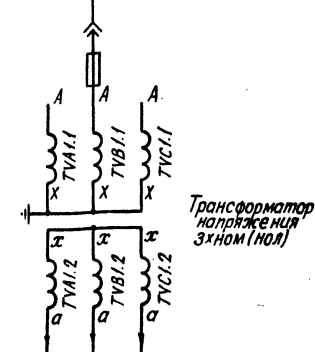 A A A
TVA1.1 TVB1.1 TVC1.1
X X X
Трансформатор
напряжения
3хном (нол)
x x x
TVA1.2 TVB1.2 TVC1.2
a a a